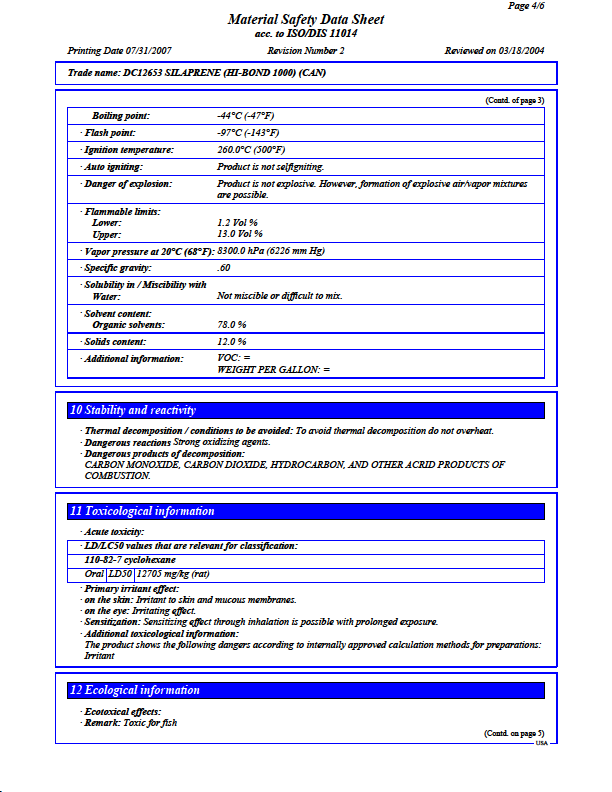 Page 4/6
Material Safety Data Sheet
acc. to ISO/DIS 11014
Printing Date 07/31/2007 Revision Number 2 Reviewed on 03/18/2004
Trade name: DC12653 SILAPRENE (HI-BOND 1000) (CAN)
(Contd. of page 3)
Boiling point: -44°C (-47°F)
· Flash point: -97°C (-143°F)
· Ignition temperature: 260.0°C (500°F)
· Auto igniting: Product is not selfigniting.
· Danger of explosion: Product is not explosive. However, formation of explosive air/vapor mixtures
are possible.
· Flammable limits:
Lower: 1.2 Vol %
Upper: 13.0 Vol %
· Vapor pressure at 20°C (68°F): 8300.0 hPa (6226 mm Hg)
· Specific gravity: .60
· Solubility in / Miscibility with
Water: Not miscible or difficult to mix.
· Solvent content:
Organic solvents: 78.0 %
· Solids content: 12.0 %
· Additional information: VOC: =
WEIGHT PER GALLON: =
10 Stability and reactivity
· Thermal decomposition / conditions to be avoided: To avoid thermal decomposition do not overheat.
· Dangerous reactions Strong oxidizing agents.
· Dangerous products of decomposition:
CARBON MONOXIDE, CARBON DIOXIDE, HYDROCARBON, AND OTHER ACRID PRODUCTS OF
COMBUSTION.
11 Toxicological information
· Acute toxicity:
· LD/LC50 values that are relevant for classification:
110-82-7 cyclohexane
Oral LD50 12705 mg/kg (rat)
· Primary irritant effect:
· on the skin: Irritant to skin and mucous membranes.
· on the eye: Irritating effect.
· Sensitization: Sensitizing effect through inhalation is possible with prolonged exposure.
· Additional toxicological information:
The product shows the following dangers according to internally approved calculation methods for preparations:
Irritant
12 Ecological information
· Ecotoxical effects:
· Remark: Toxic for fish
(Contd. on page 5)
USA